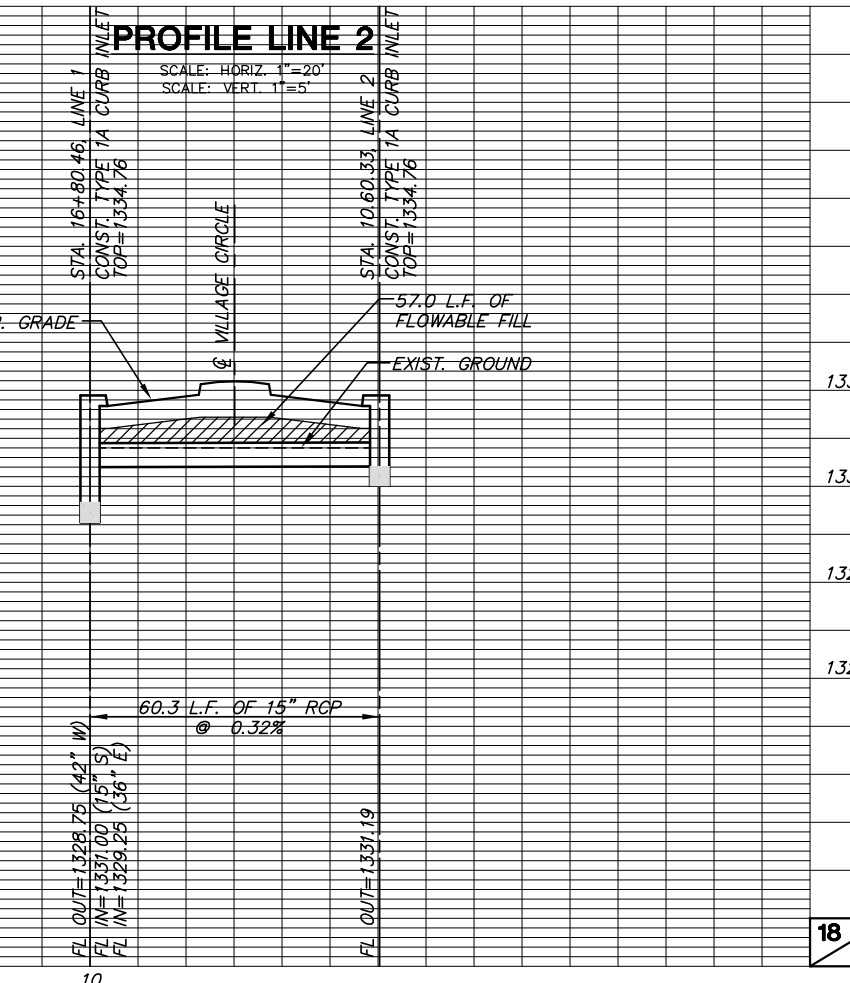 PROFILE LINE 2
SCALE: HORIZ. 1"=20'
SCALE: VERT. 1"=5'
STA. 16+80.46, LINE 1
CONST. TYPE 1A CURB INLET
TOP=1334.76
℄ VILLAGE CIRCLE
STA. 10.60.33, LINE 2
CONST. TYPE 1A CURB INLET
TOP=1334.76
GRADE
57.0 L.F. OF
FLOWABLE FILL
EXIST. GROUND
133
133
132
132
60.3 L.F. OF 15" RCP
@ 0.32%
FL OUT=1328.75 (42" W)
FL IN=1331.00 (15" S)
FL IN=1329.25 (36" E)
FL OUT=1331.19
18
10